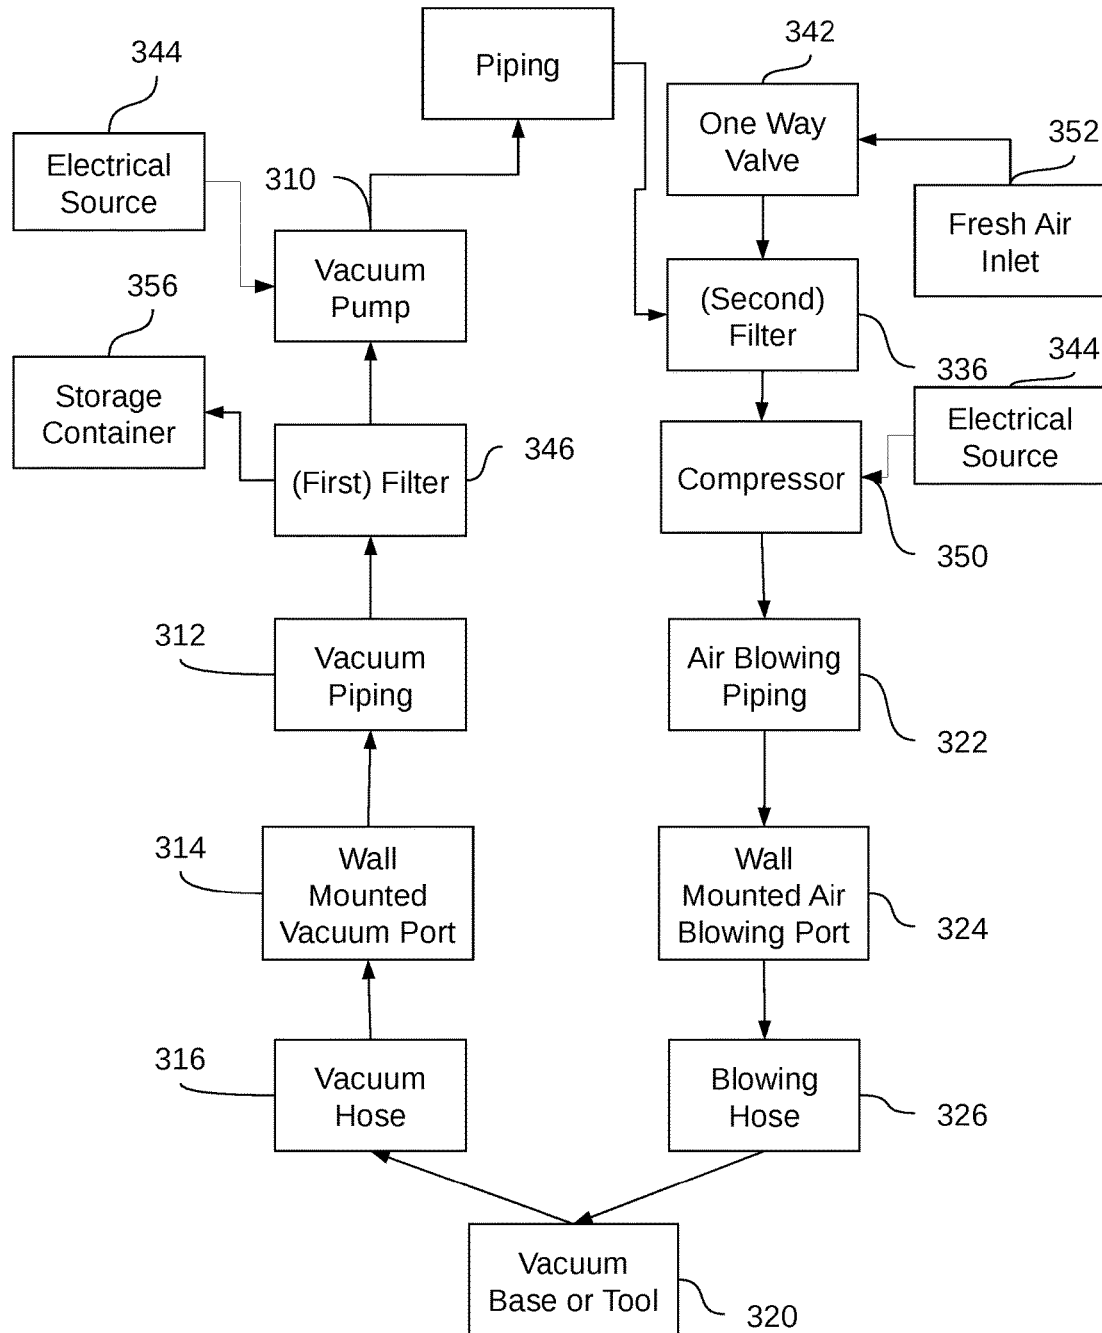 Piping
342
344
One Way
Valve
352
Electrical
Source
310
Fresh Air
Inlet
Vacuum
Pump
356
(Second)
Filter
336
344
Storage
Container
Electrical
Source
346
(First) Filter
Compressor
350
312
Vacuum
Piping
Air Blowing
Piping
322
314
Wall
Mounted
Vacuum Port
Wall
Mounted Air
Blowing Port
324
316
Vacuum
Hose
Blowing
Hose
326
Vacuum
Base or Tool
320